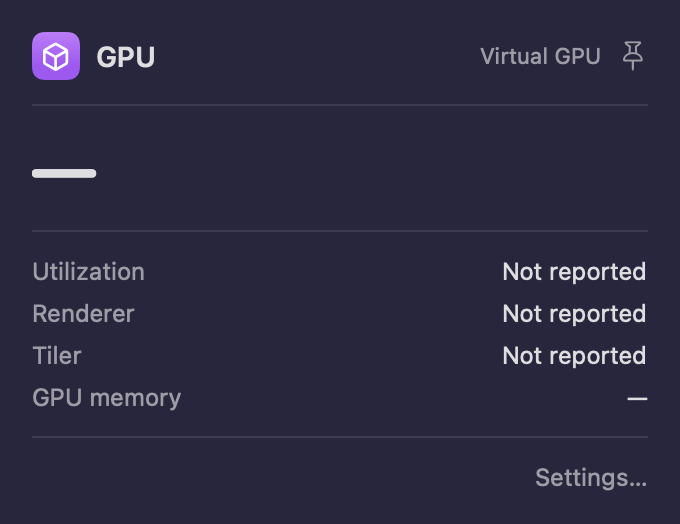 GPU
Virtual GPU
—
Utilization Not reported
Renderer Not reported
Tiler Not reported
GPU memory —
Settings...